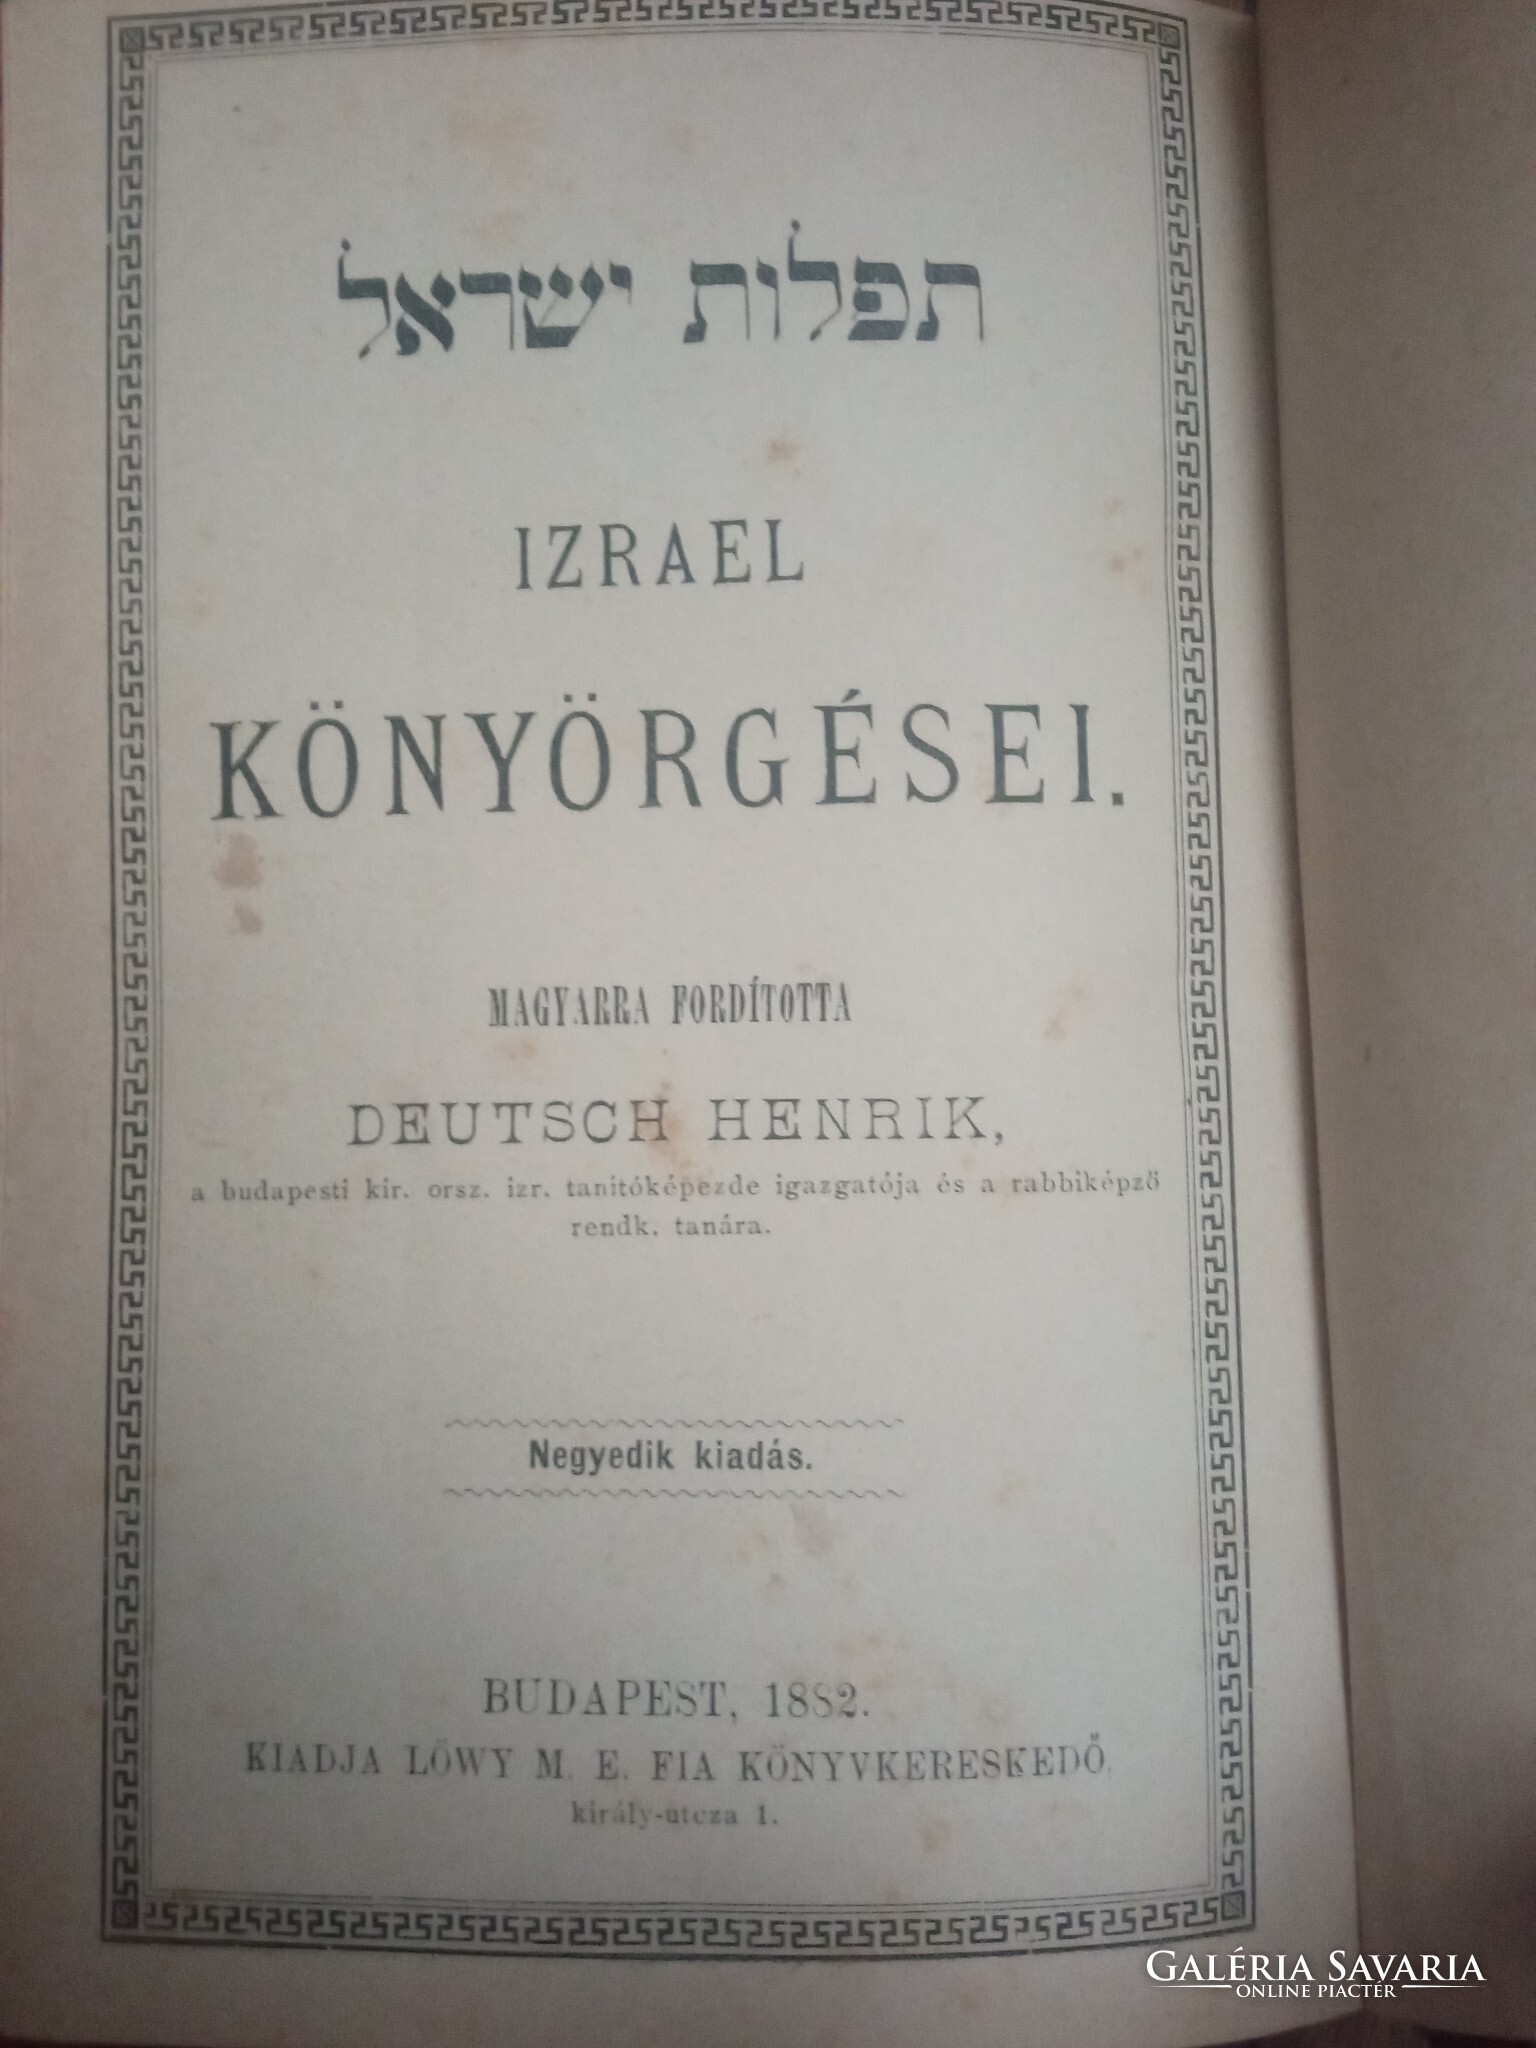 תפלות ישראל
IZRAEL
KÖNYÖRGÉSEI.
MAGYARRA FORDÍTOTTA
DEUTSCH HENRIK,
a budapesti kir. orsz. izr. tanitóképezde igazgatója és a rabbiképző
rendk. tanára.
Negyedik kiadás.
BUDAPEST, 1882.
KIADJA LÖWY M. E. FIA KÖNYVKERESKEDŐ,
király-utcza 1.
GALÉRIA SAVARIA
ONLINE PIACTÉR